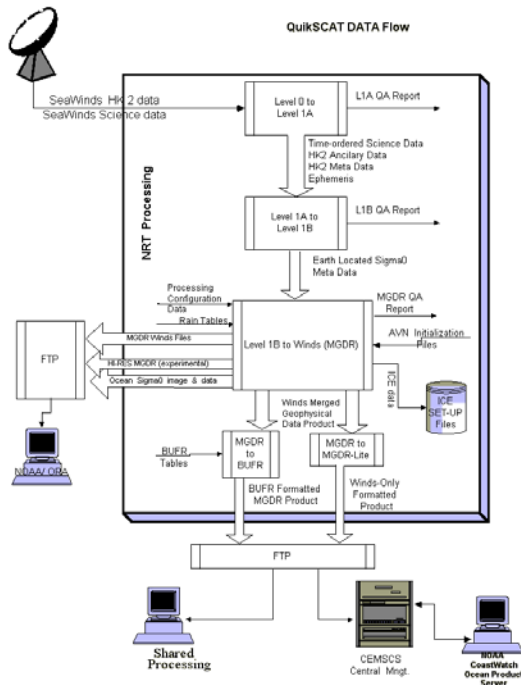 QuikSCAT DATA Flow
SeaWinds HK 2 data
SeaWinds Science data
Level 0 to
Level 1A
L1A QA Report
Time-ordered Science Data
HK2 Ancilary Data
HK2 Meta Data
Ephemeris
NRT Processing
Level 1A to
Level 1B
L1B QA Report
Earth Located Sigma0
Meta Data
Processing
Configuration
Data
Rain Tables
MGDR QA
Report
AVN Initialization
Files
Level 1B to Winds (MGDR)
FTP
MGDR Winds Files
HI-RES MGDR (experimental)
Ocean Sigma0 image & data
ICE data
ICE
SET-UP
Files
Winds Merged
Geophysical
Data Product
NOAA/ ORA
BUFR
Tables
MGDR
to
BUFR
MGDR to
MGDR-Lite
BUFR Formatted
MGDR Product
Winds-Only
Formatted
Product
FTP
Shared
Processing
CEMSCS
Central Mngt.
NOAA
CoastWatch
Ocean Product
Server